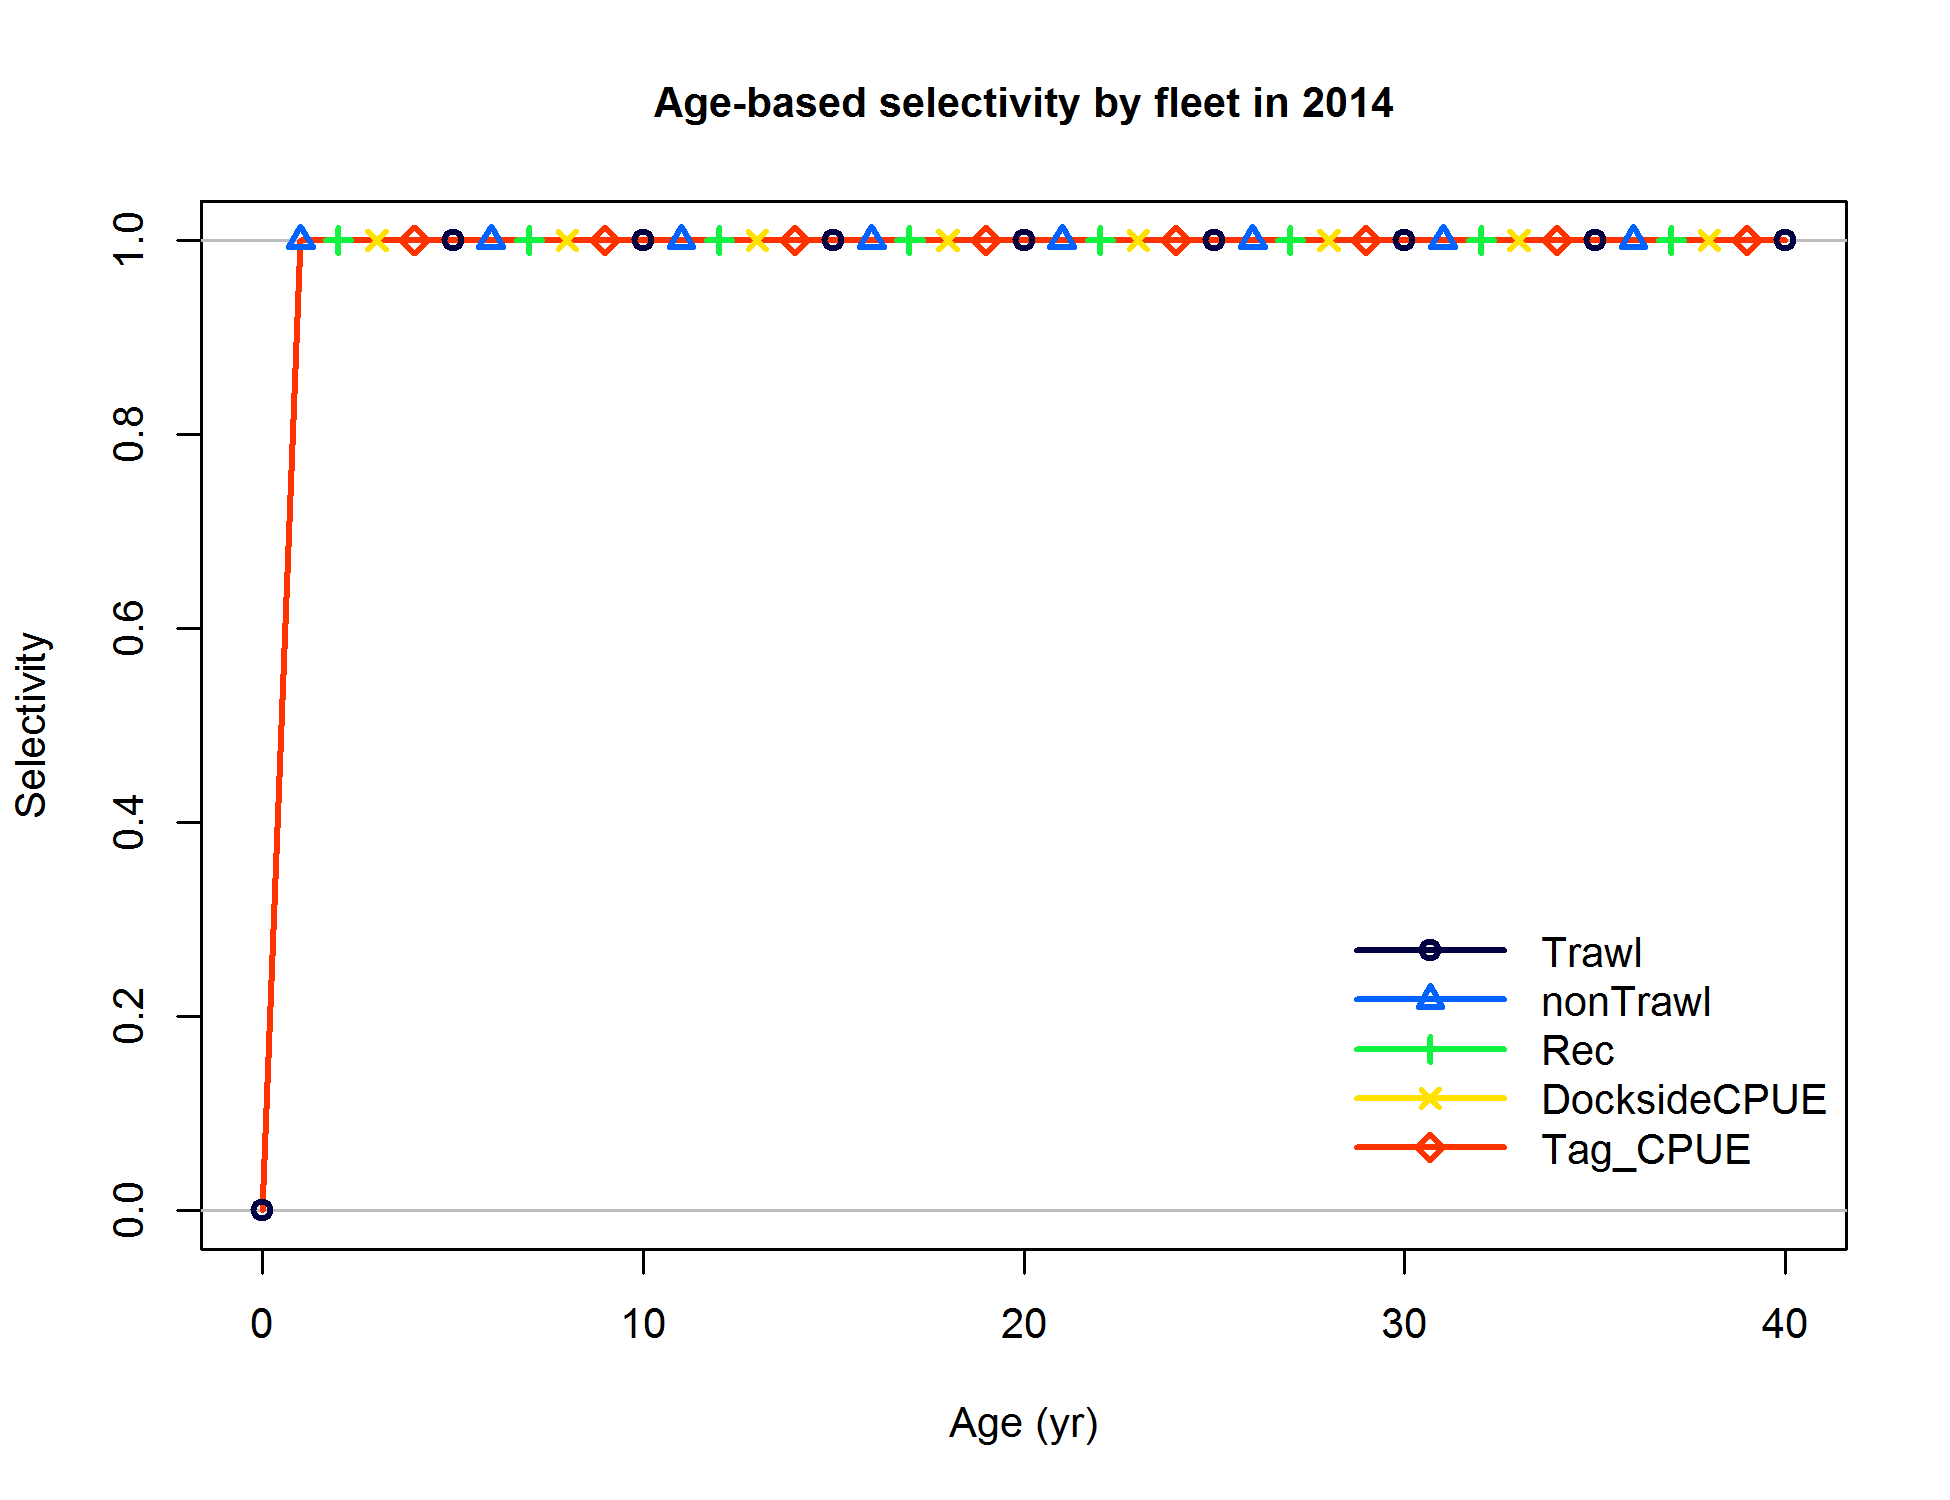 Age-based selectivity by fleet in 2014
1.0
0.8
0.6
0.4
0.2
0.0
Selectivity
Trawl
nonTrawl
Rec
DocksideCPUE
Tag_CPUE
0 10 20 30 40
Age (yr)